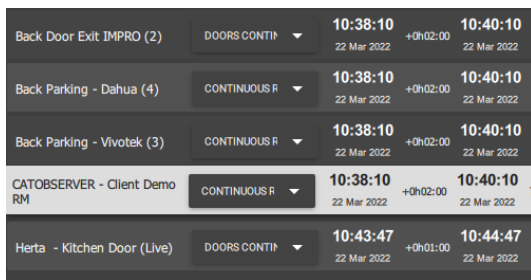 Back Door Exit IMPRO (2) DOORS CONTIN 10:38:10 +0h02:00 10:40:10
22 Mar 2022 22 Mar 2022
Back Parking - Dahua (4) CONTINUOUS R 10:38:10 +0h02:00 10:40:10
22 Mar 2022 22 Mar 2022
Back Parking - Vivotek (3) CONTINUOUS R 10:38:10 +0h02:00 10:40:10
22 Mar 2022 22 Mar 2022
CATOBSERVER - Client Demo CONTINUOUS R 10:38:10 +0h02:00 10:40:10
RM 22 Mar 2022 22 Mar 2022
Herta - Kitchen Door (Live) DOORS CONTIN 10:43:47 +0h01:00 10:44:47
22 Mar 2022 22 Mar 2022